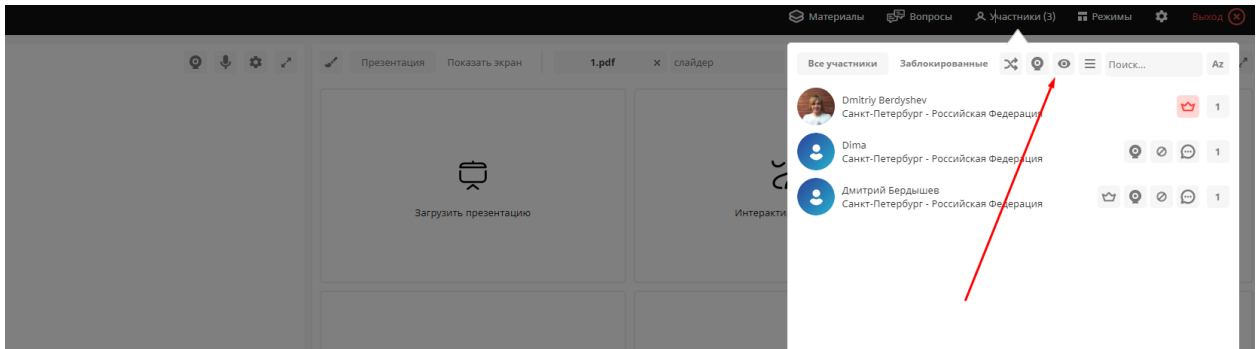 Материалы Вопросы Участники (3) Режимы Выход
Презентация Показать экран 1.pdf × слайдер
Все участники Заблокированные Поиск... Az
Dmitriy Berdyshev
Санкт-Петербург - Российская Федерация
1
Dima
Санкт-Петербург - Российская Федерация
1
Дмитрий Бердышев
Санкт-Петербург - Российская Федерация
1
Загрузить презентацию
Интеракти